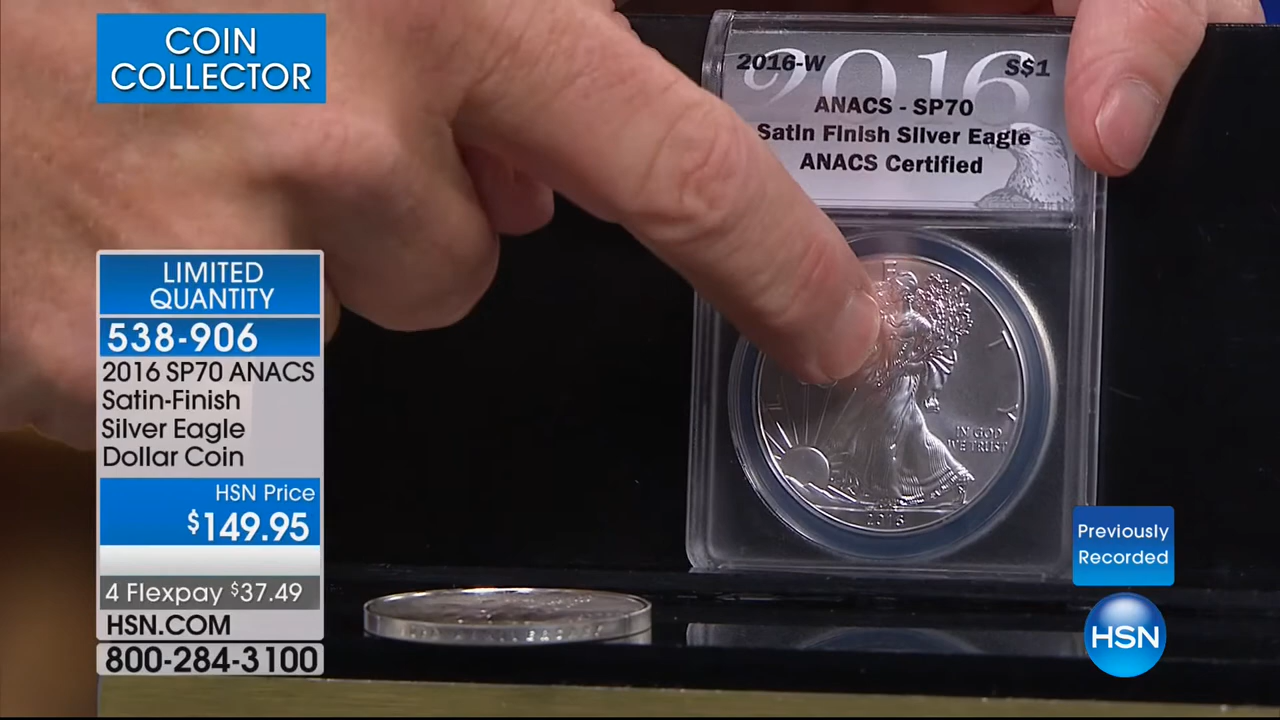 COIN
COLLECTOR
2016
2016-W S$1
ANACS - SP70
Satin Finish Silver Eagle
ANACS Certified
LIMITED
QUANTITY
538-906
2016 SP70 ANACS
Satin-Finish
Silver Eagle
Dollar Coin
HSN Price
$149.95
4 Flexpay $37.49
HSN.COM
800-284-3100
L
E
T
Y
IN GOD
WE TRUST
2016
Previously
Recorded
HSN